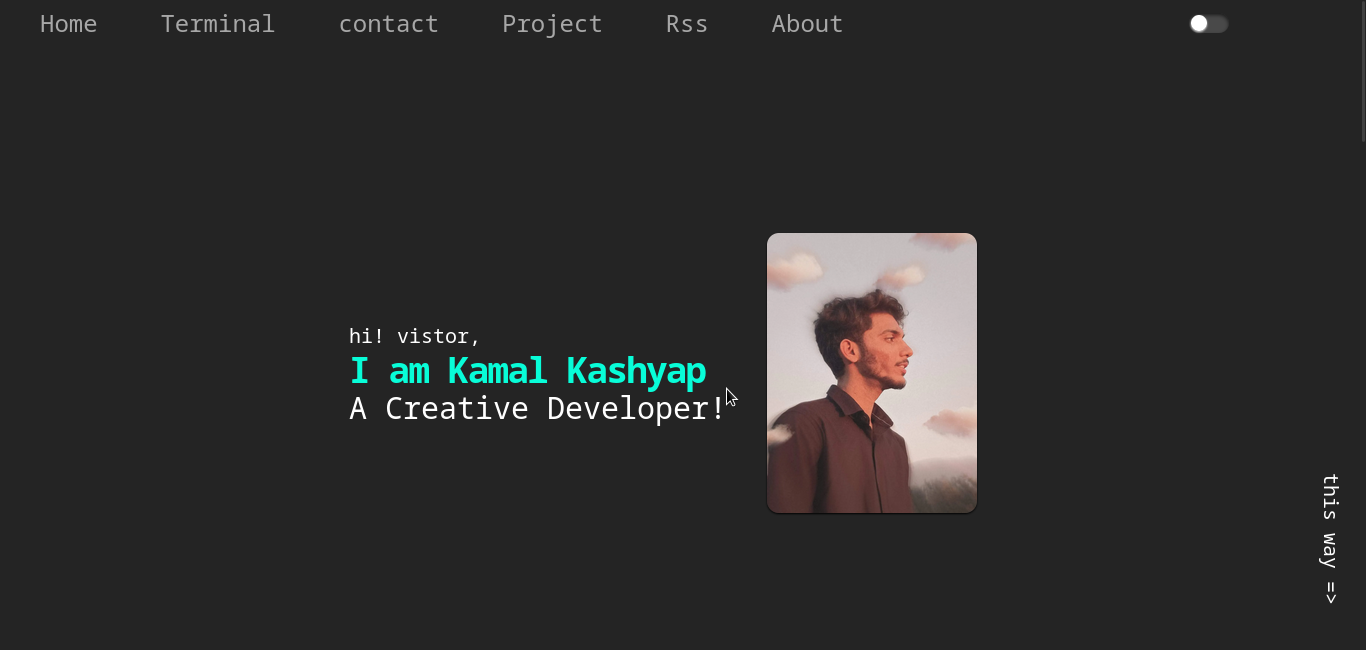 Home Terminal contact Project Rss About
hi! vistor,
I am Kamal Kashyap
A Creative Developer!
this way =>